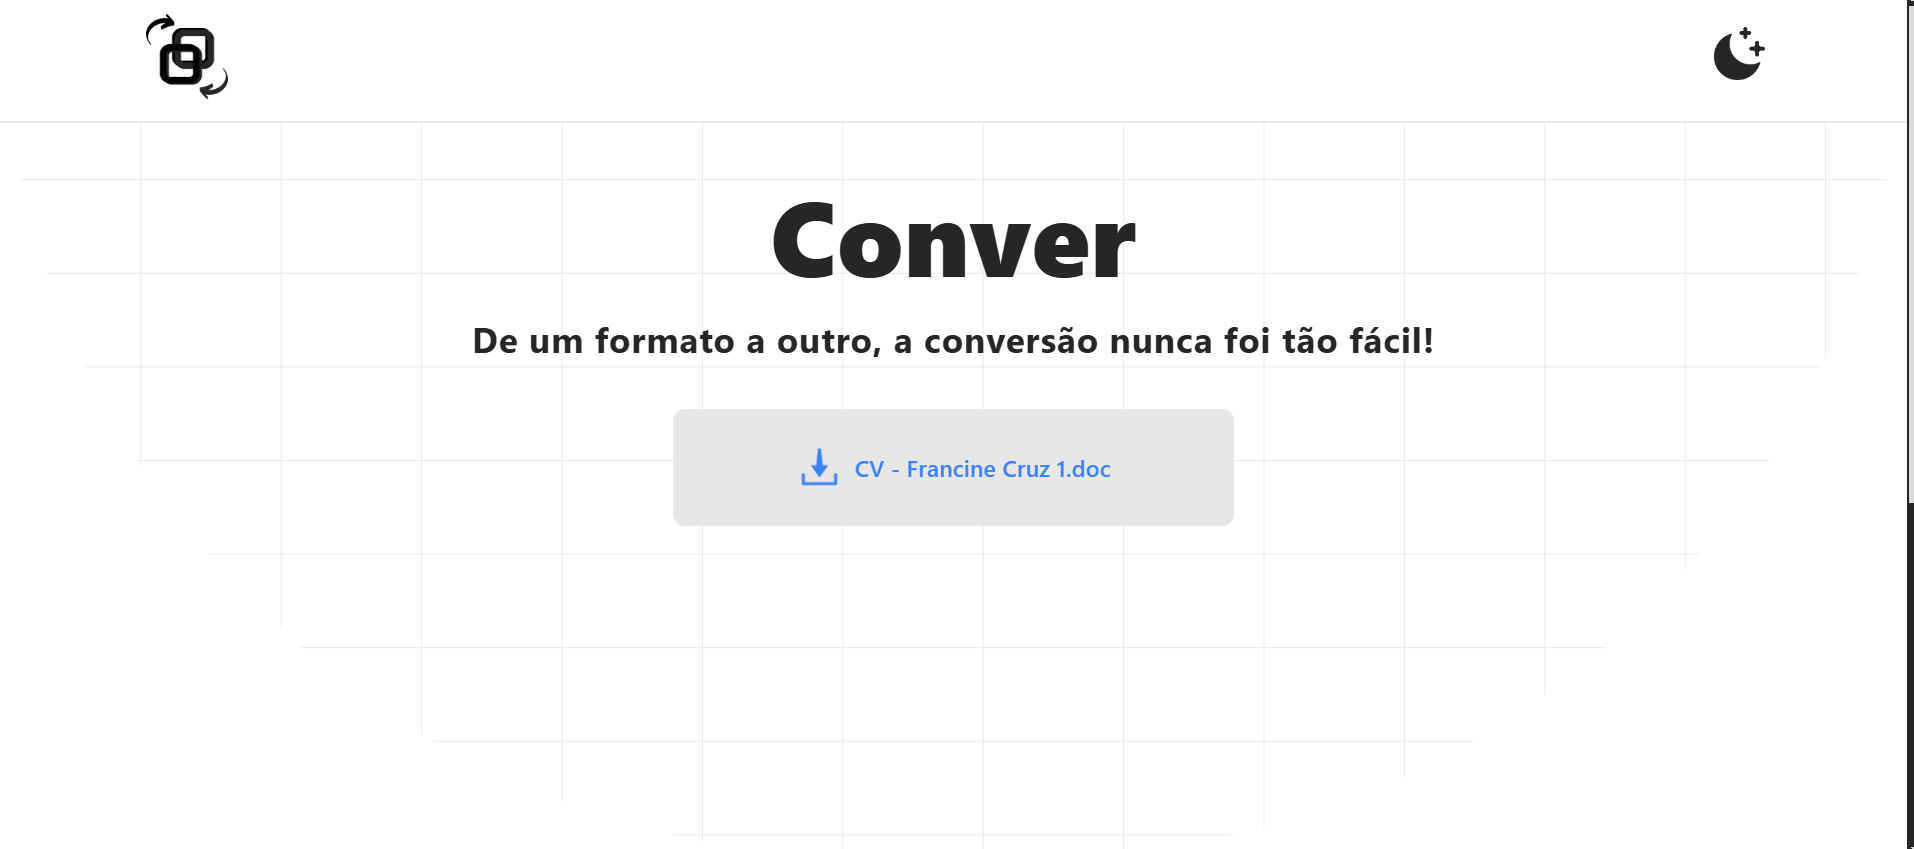 Conver
De um formato a outro, a conversão nunca foi tão fácil!
CV - Francine Cruz 1.doc